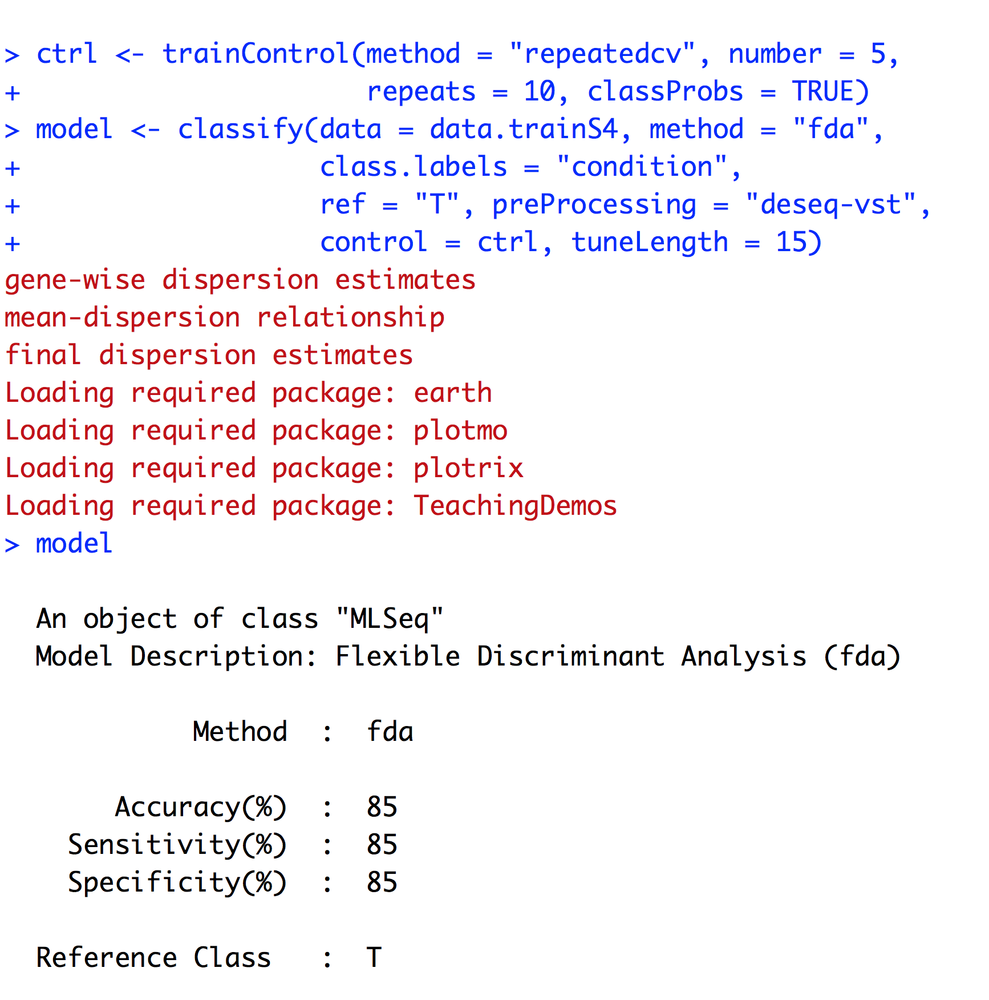 > ctrl <- trainControl(method = "repeatedcv", number = 5,
+                      repeats = 10, classProbs = TRUE)
> model <- classify(data = data.trainS4, method = "fda",
+                   class.labels = "condition",
+                   ref = "T", preProcessing = "deseq-vst",
+                   control = ctrl, tuneLength = 15)
gene-wise dispersion estimates
mean-dispersion relationship
final dispersion estimates
Loading required package: earth
Loading required package: plotmo
Loading required package: plotrix
Loading required package: TeachingDemos
> model
  An object of class "MLSeq"
  Model Description: Flexible Discriminant Analysis (fda)
            Method  :  fda
       Accuracy(%)  :  85
    Sensitivity(%)  :  85
    Specificity(%)  :  85
  Reference Class   :  T